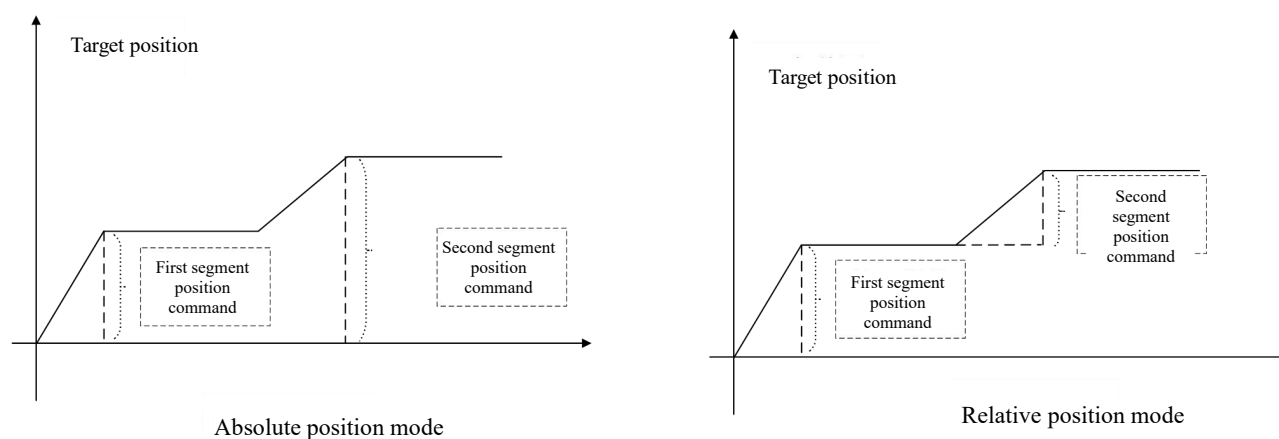 Target position
First segment
position
command
Second segment
position
command
Absolute position mode
Target position
First segment
position
command
Second
segment
position
command
Relative position mode